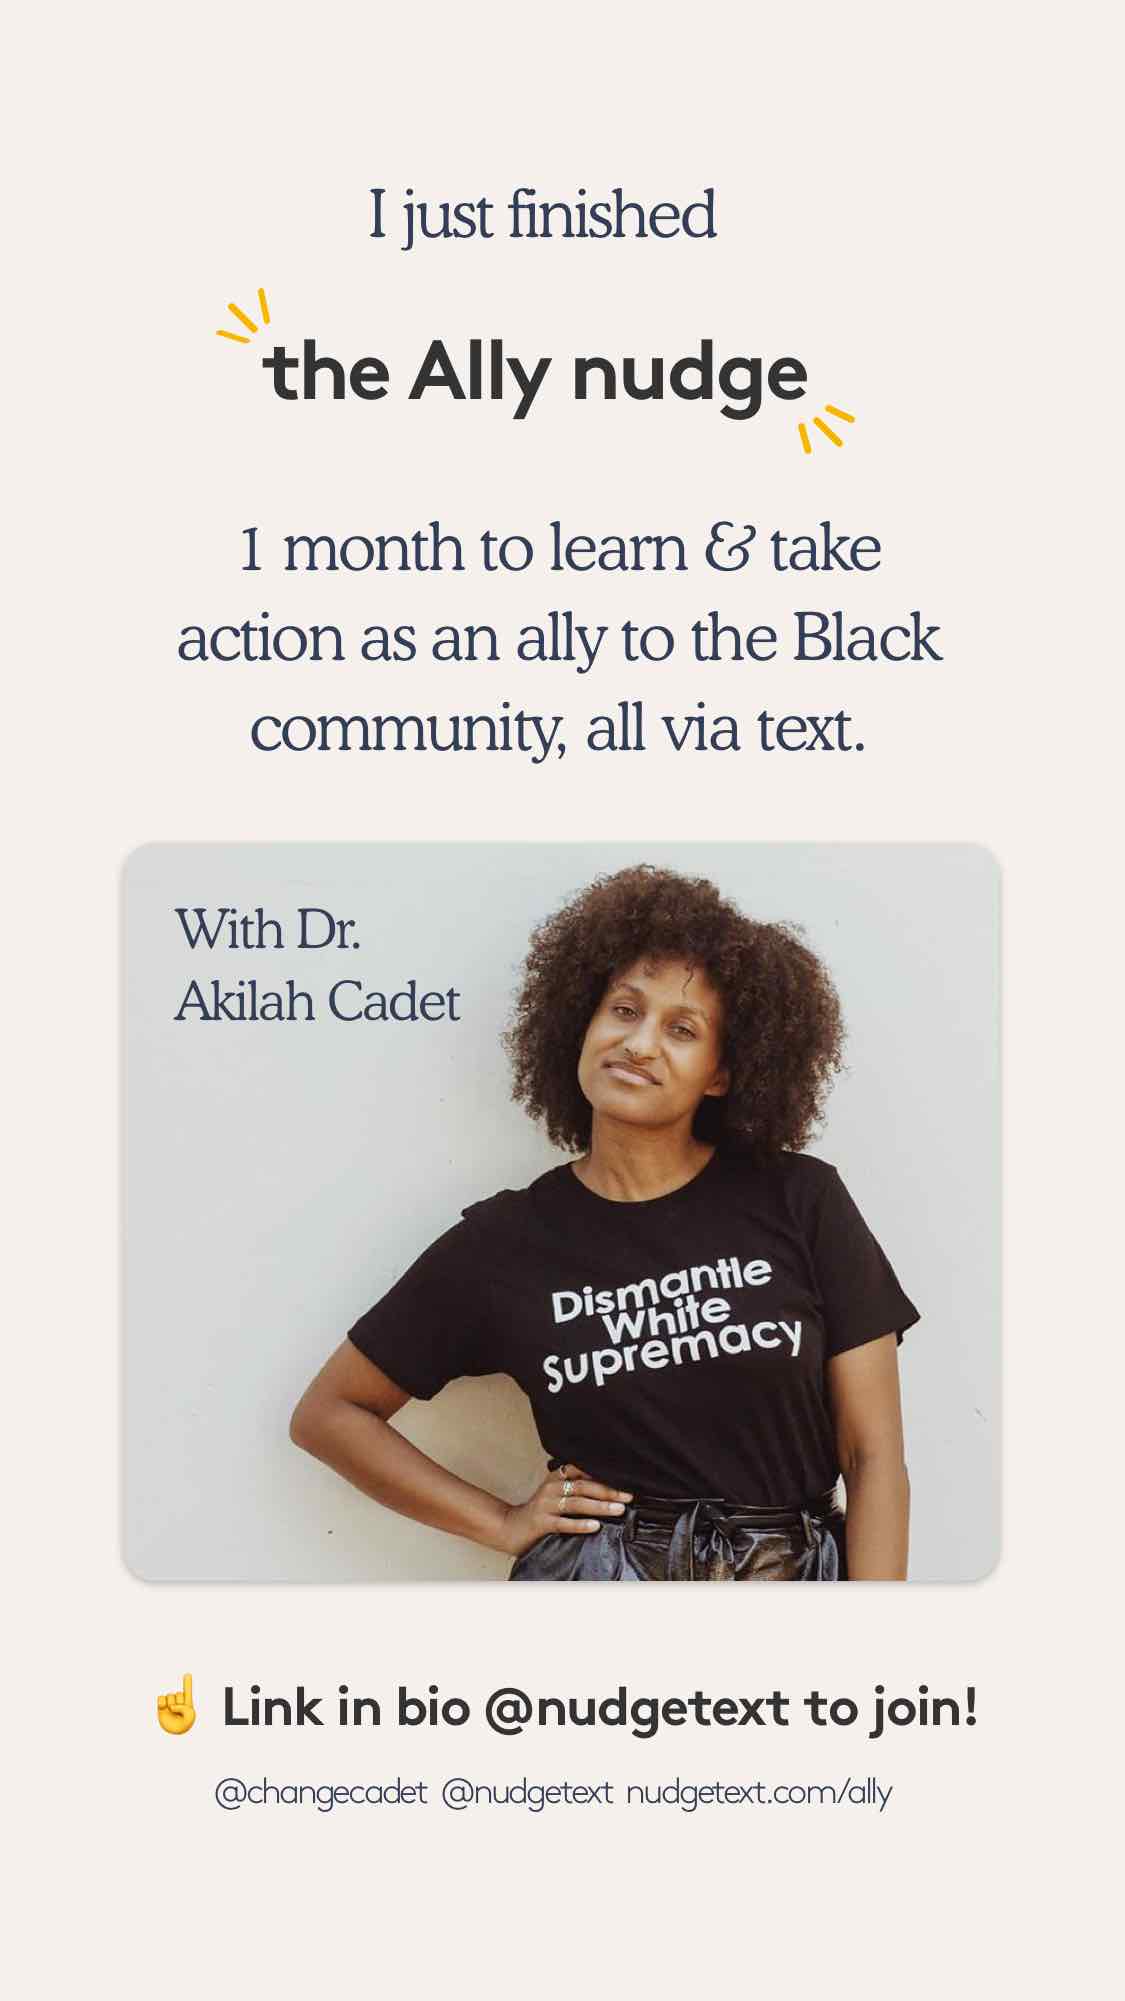 I just finished
the Ally nudge
1 month to learn & take
action as an ally to the Black
community, all via text.
With Dr.
Akilah Cadet
Dismantle
White
Supremacy
☝️ Link in bio @nudgetext to join!
@changecadet @nudgetext nudgetext.com/ally